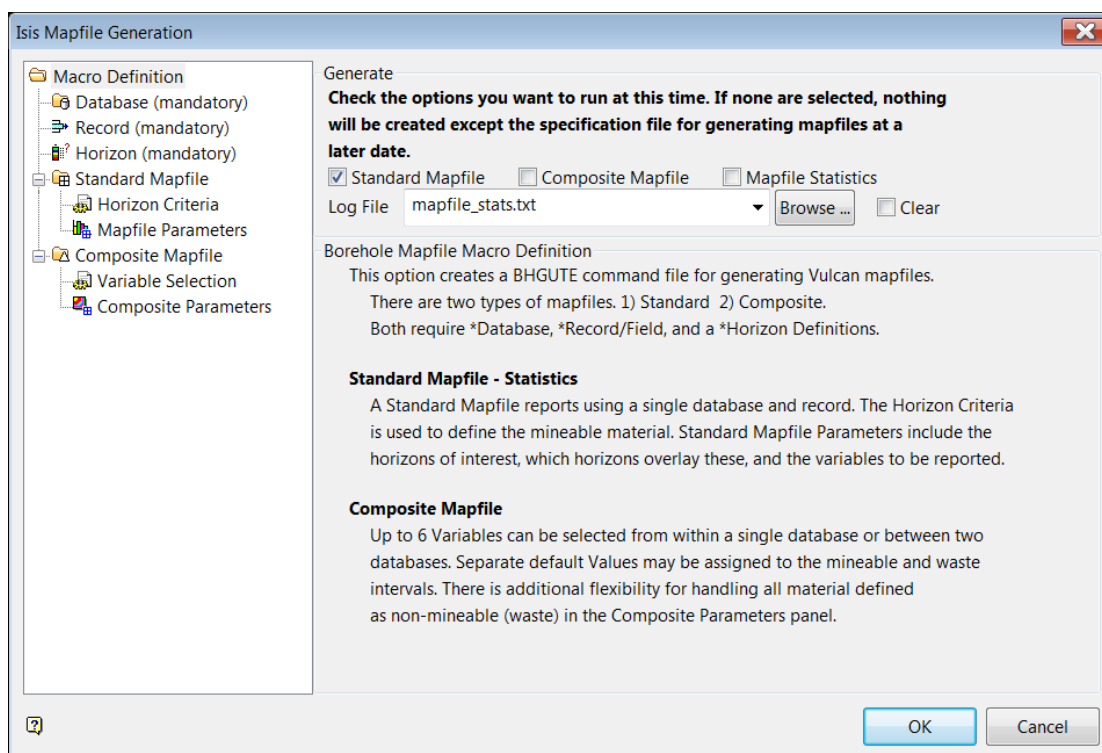 Isis Mapfile Generation
Macro Definition
Database (mandatory)
Record (mandatory)
Horizon (mandatory)
Standard Mapfile
Horizon Criteria
Mapfile Parameters
Composite Mapfile
Variable Selection
Composite Parameters
Generate
Check the options you want to run at this time. If none are selected, nothing
will be created except the specification file for generating mapfiles at a
later date.
Standard Mapfile Composite Mapfile Mapfile Statistics
Log File mapfile_stats.txt Browse ... Clear
Borehole Mapfile Macro Definition
This option creates a BHGUTE command file for generating Vulcan mapfiles.
There are two types of mapfiles. 1) Standard 2) Composite.
Both require *Database, *Record/Field, and a *Horizon Definitions.
Standard Mapfile - Statistics
A Standard Mapfile reports using a single database and record. The Horizon Criteria
is used to define the mineable material. Standard Mapfile Parameters include the
horizons of interest, which horizons overlay these, and the variables to be reported.
Composite Mapfile
Up to 6 Variables can be selected from within a single database or between two
databases. Separate default Values may be assigned to the mineable and waste
intervals. There is additional flexibility for handling all material defined
as non-mineable (waste) in the Composite Parameters panel.
OK Cancel